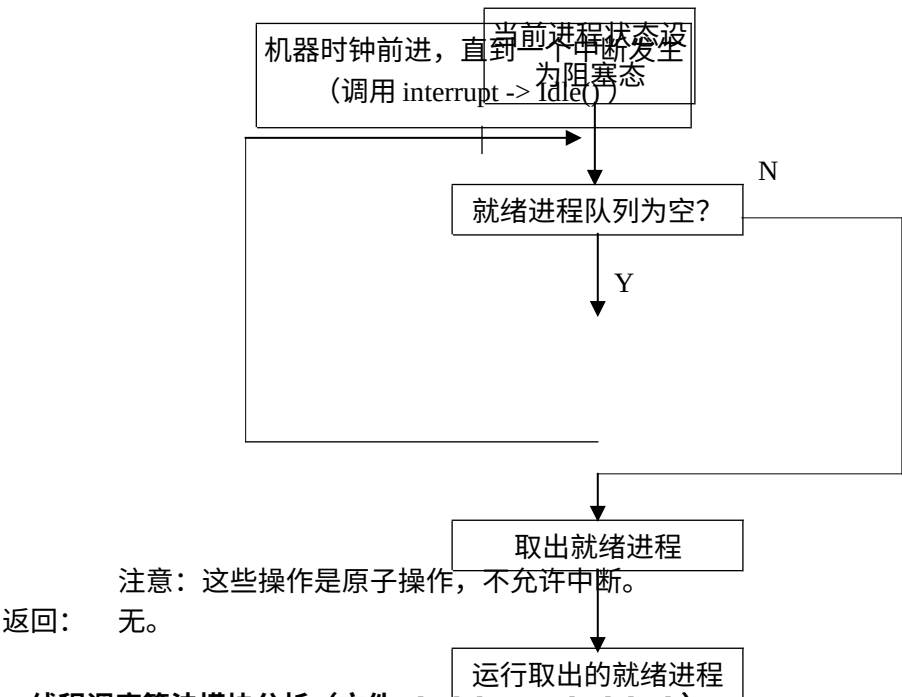 当前进程状态设
为阻塞态
机器时钟前进，直到一个中断发生
（调用 interrupt -> Idle()）
N
就绪进程队列为空？
Y
取出就绪进程
注意：这些操作是原子操作，不允许中断。
返回： 无。
运行取出的就绪进程